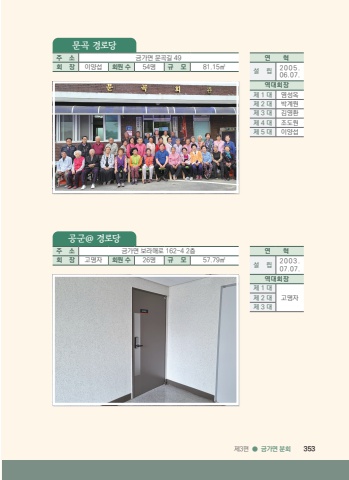 문곡 경로당
주 소 금가면 문곡길 49
회 장 이양섭 회원 수 54명 규 모 81.15㎡
문 곡 회 관
연 혁
설 립 2005.
06.07.
역대회장
제 1 대 염성욱
제 2 대 박계원
제 3 대 김영환
제 4 대 조도원
제 5 대 이양섭
공군@ 경로당
주 소 금가면 보라매로 162-4 2층
회 장 고명자 회원 수 26명 규 모 57.79㎡
연 혁
설 립 2003.
07.07.
역대회장
제 1 대
제 2 대 고명자
제 3 대
제3편 ● 금가면 문화 353